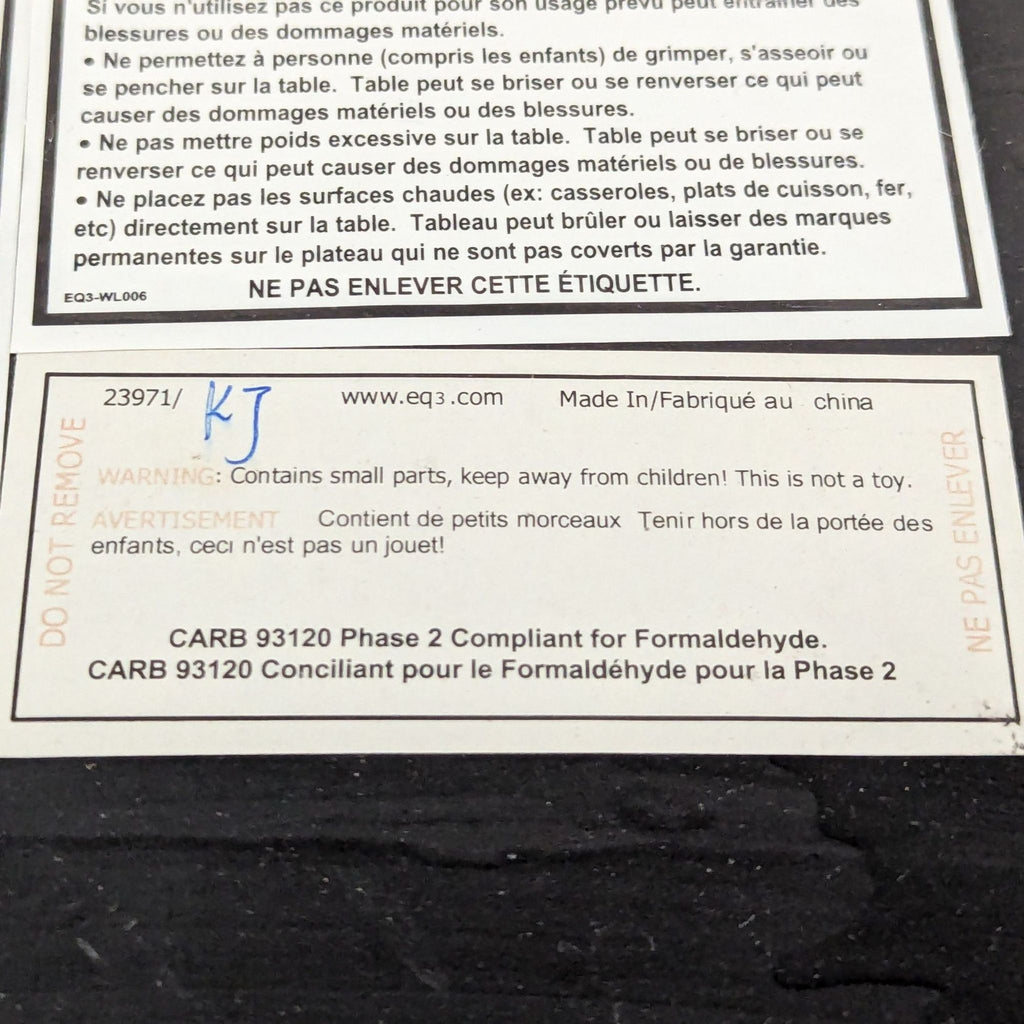 Si vous n'utilisez pas ce produit pour son usage prévu peut entraîner des
blessures ou des dommages matériels.
• Ne permettez à personne (compris les enfants) de grimper, s'asseoir ou
se pencher sur la table. Table peut se briser ou se renverser ce qui peut
causer des dommages matériels ou des blessures.
• Ne pas mettre poids excessive sur la table. Table peut se briser ou se
renverser ce qui peut causer des dommages matériels ou de blessures.
• Ne placez pas les surfaces chaudes (ex: casseroles, plats de cuisson, fer,
etc) directement sur la table. Tableau peut brûler ou laisser des marques
permanentes sur le plateau qui ne sont pas coverts par la garantie.
EQ3-WL006 NE PAS ENLEVER CETTE ÉTIQUETTE.
23971/ KJ www.eq3.com Made In/Fabriqué au china
DO NOT REMOVE
WARNING: Contains small parts, keep away from children! This is not a toy.
AVERTISEMENT Contient de petits morceaux Tenir hors de la portée des
enfants, ceci n'est pas un jouet!
NE PAS ENLEVER
CARB 93120 Phase 2 Compliant for Formaldehyde.
CARB 93120 Conciliant pour le Formaldéhyde pour la Phase 2